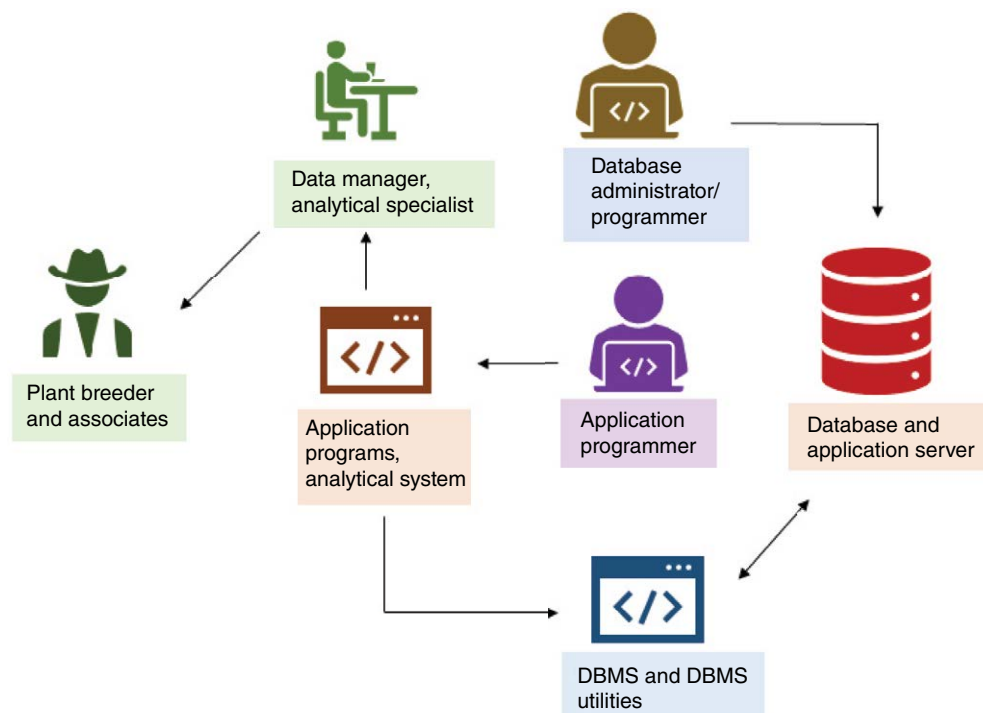 Data manager,
analytical specialist
Database
administrator/
programmer
Plant breeder
and associates
Application
programs,
analytical system
Application
programmer
Database and
application server
DBMS and DBMS
utilities